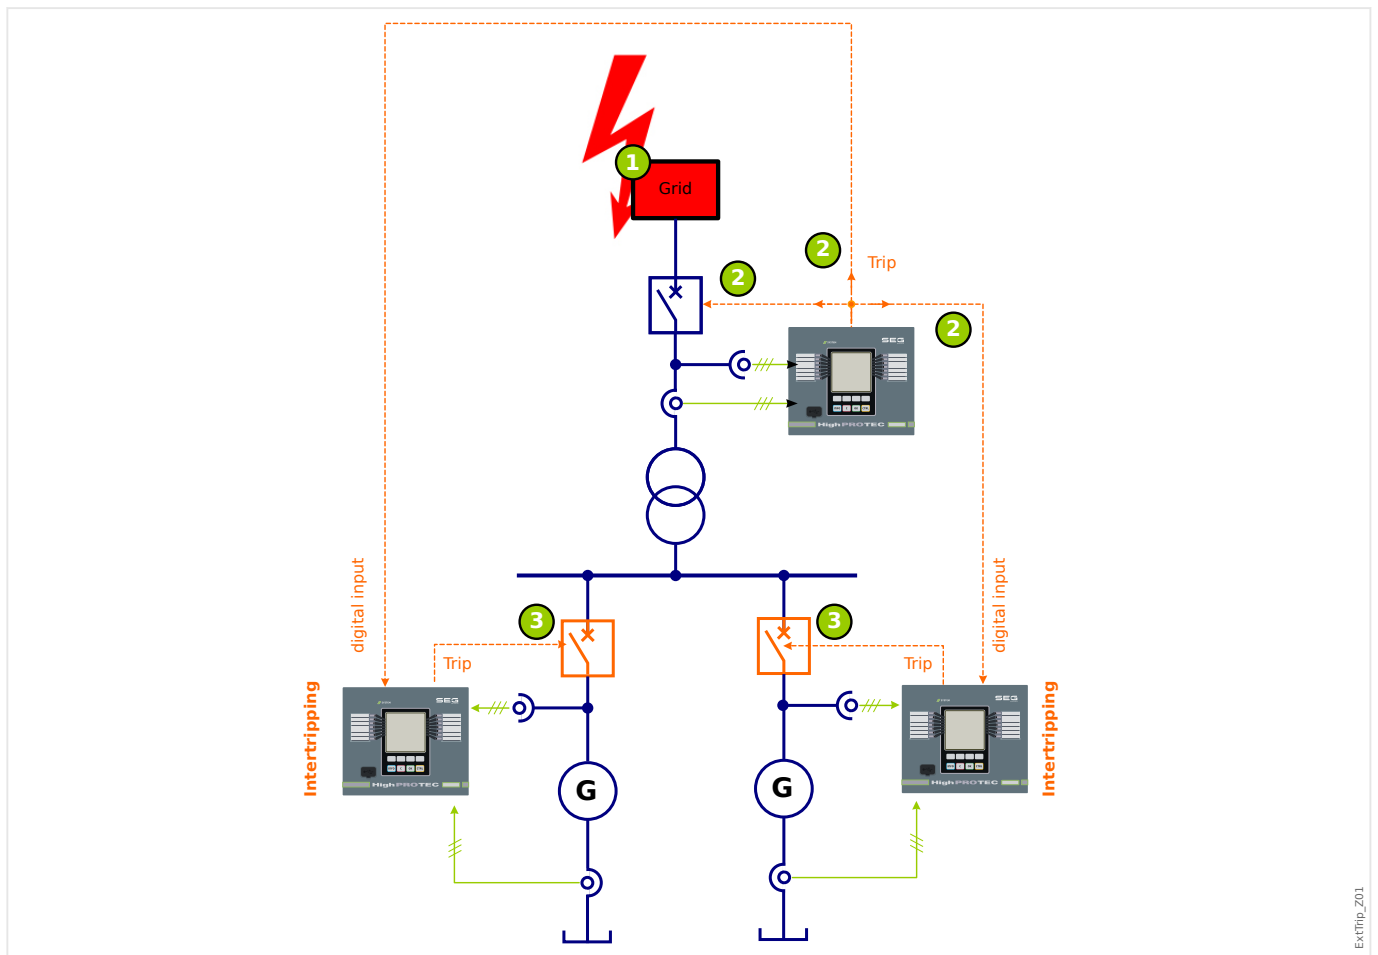 1
Grid
2
Trip
2
2
SEG
HighPROTEC
digital input
digital input
3
3
Trip
Trip
Intertripping
Intertripping
SEG
HighPROTEC
SEG
HighPROTEC
G
G
ExtTrip_Z01